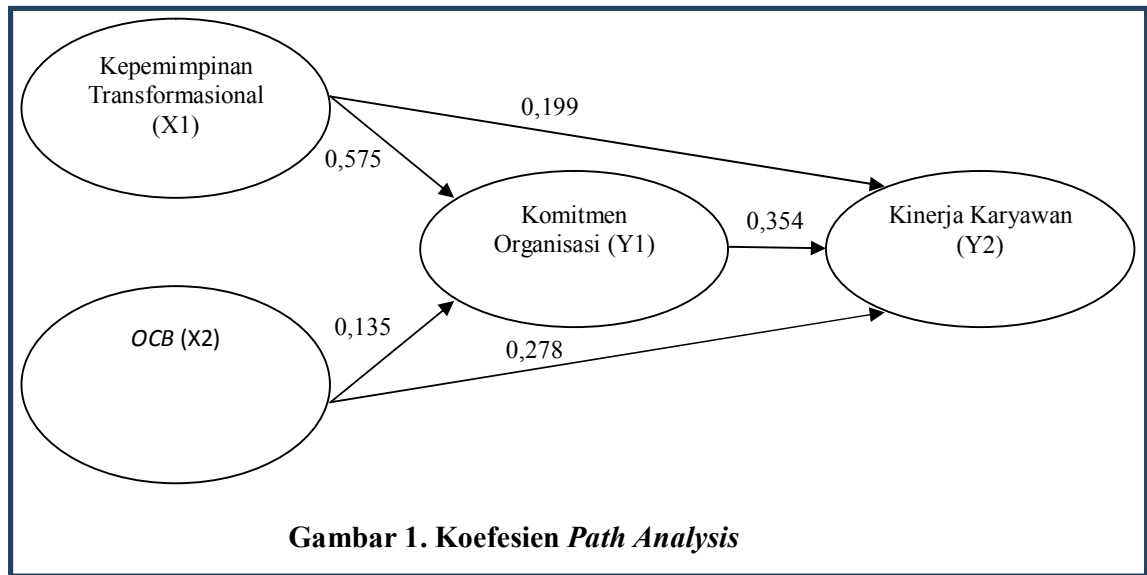 Kepemimpinan
Transformasional
(X1)
0,199
0,575
Komitmen
Organisasi (Y1)
0,354
Kinerja Karyawan
(Y2)
OCB (X2)
0,135
0,278
Gambar 1. Koefesien Path Analysis